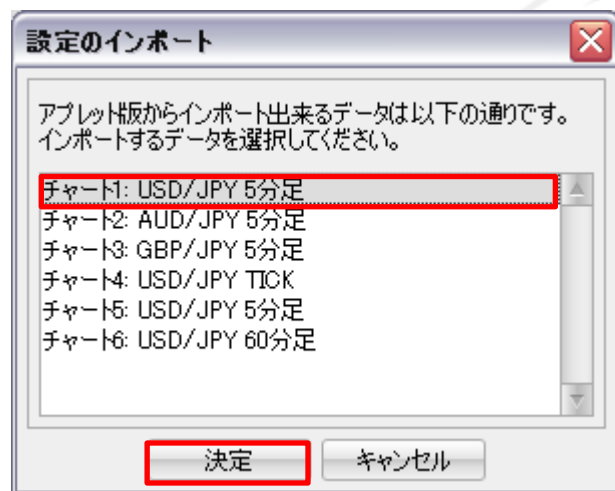 設定のインポート
アプレット版からインポート出来るデータは以下の通りです。
インポートするデータを選択してください。
チャート1: USD/JPY 5分足
チャート2: AUD/JPY 5分足
チャート3: GBP/JPY 5分足
チャート4: USD/JPY TICK
チャート5: USD/JPY 5分足
チャート6: USD/JPY 60分足
決定 キャンセル